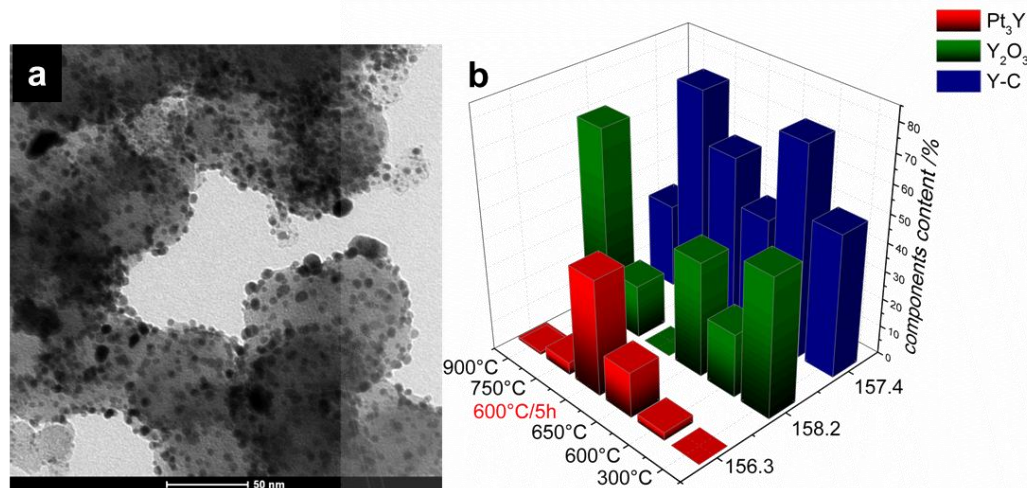 a
50 nm
b
Pt₃Y
Y₂O₃
Y-C
80
70
60
50
40
30
20
10
0
components content /%
900°C
750°C
600°C/5h
650°C
600°C
300°C
157.4
158.2
156.3